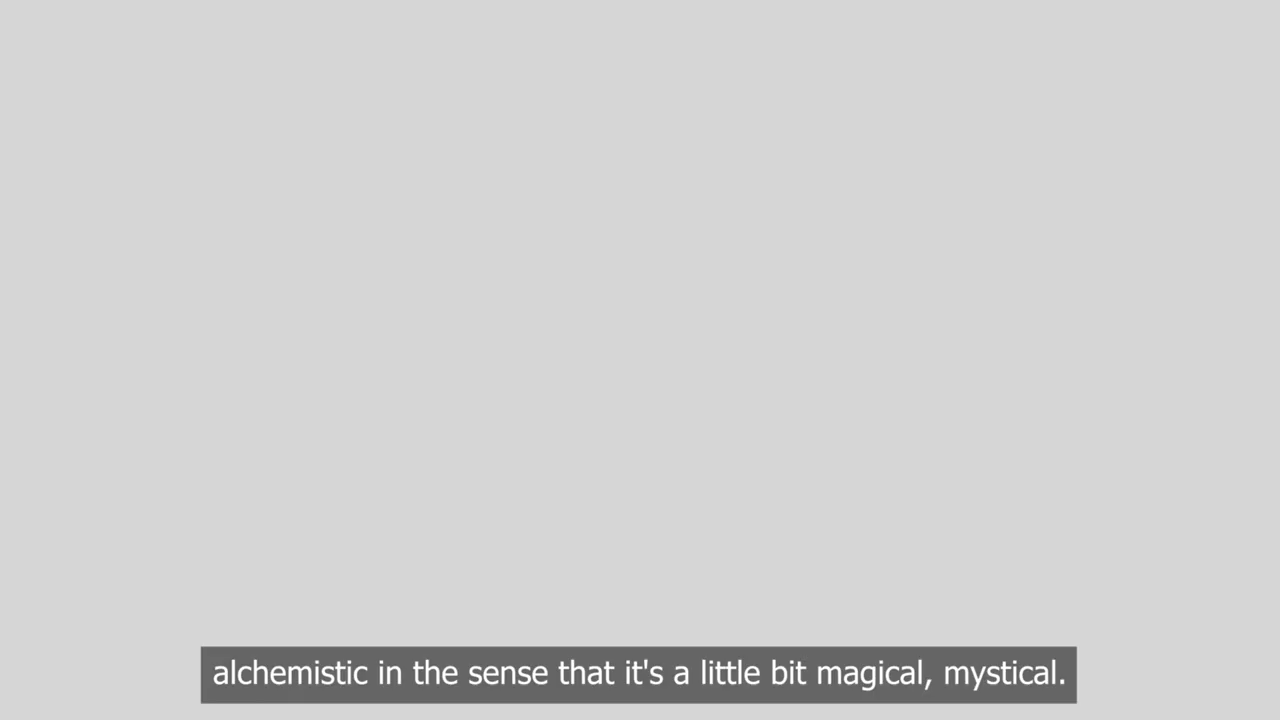 alchemistic in the sense that it's a little bit magical, mystical.